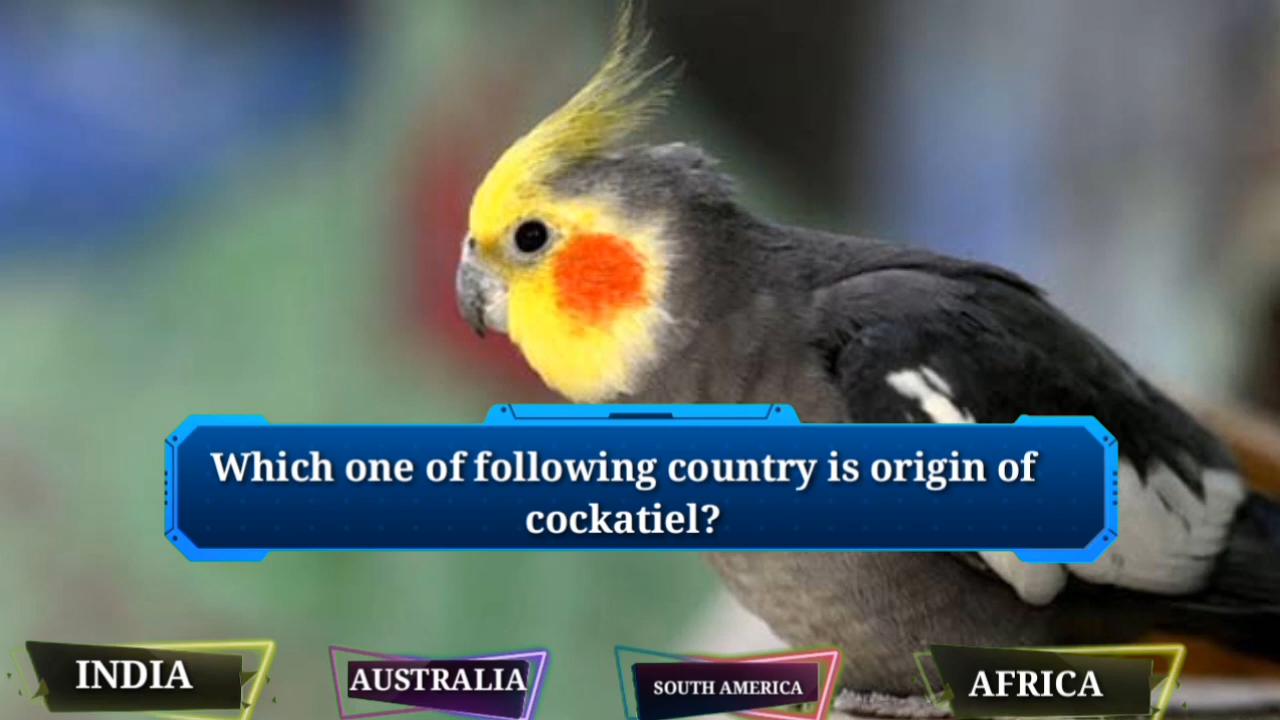 Which one of following country is origin of
cockatiel?
INDIA
AUSTRALIA
SOUTH AMERICA
AFRICA